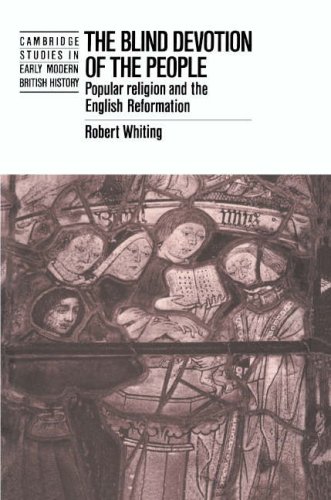 CAMBRIDGE
STUDIES IN
EARLY MODERN
BRITISH HISTORY
THE BLIND DEVOTION
OF THE PEOPLE
Popular religion and the
English Reformation
Robert Whiting